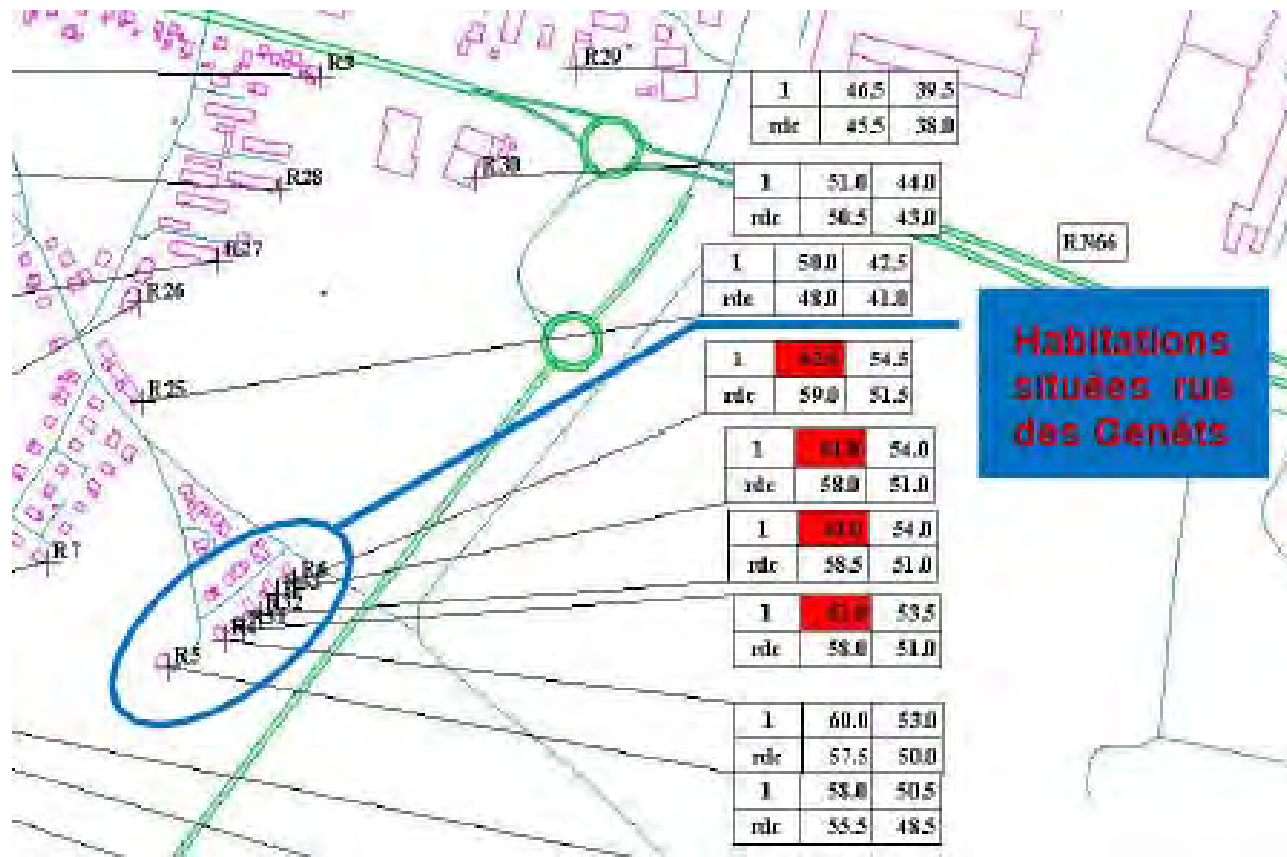 R29
R9
1 46.5 39.5
rdc 45.5 38.0
R28
R30
1 51.0 44.0
rdc 50.5 43.0
RN66
R27
1 50.0 42.5
rdc 48.0 41.0
R26
Habitations
situées rue
des Genêts
1 54.5
rdc 59.0 51.5
R25
1 54.0
rdc 58.0 51.0
1 54.0
rdc 58.5 51.0
R7
1 53.5
rdc 58.0 51.0
R5
1 60.0 53.0
rdc 57.5 50.0
1 58.0 50.5
rdc 55.5 48.5